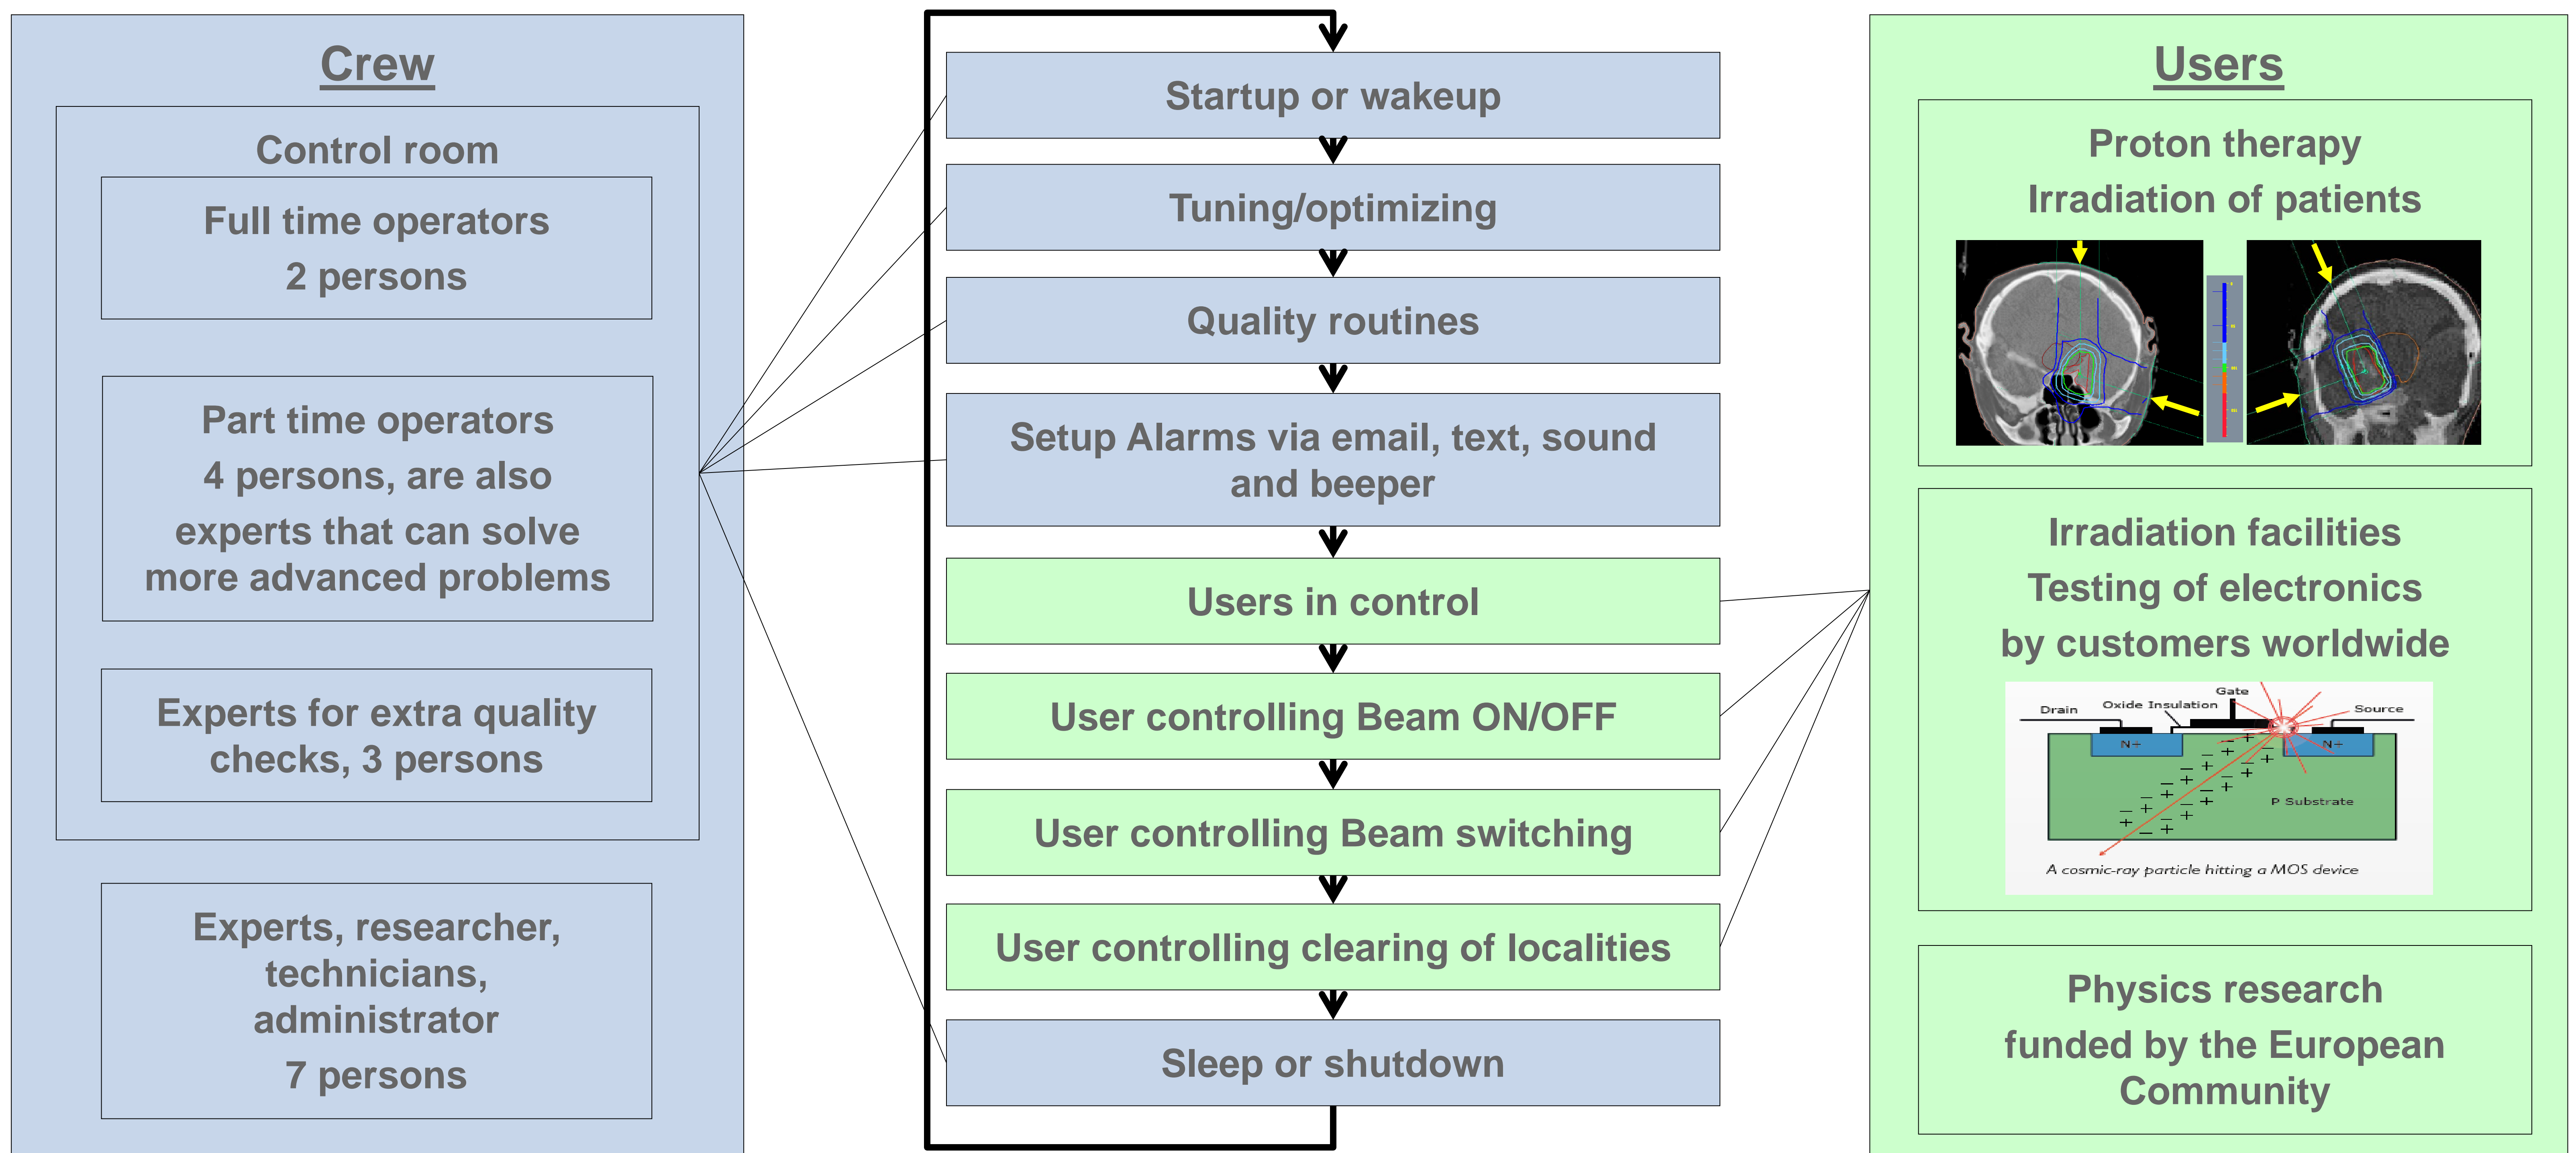 Crew
Control room
Full time operators
2 persons
Part time operators
4 persons, are also
experts that can solve
more advanced problems
Experts for extra quality
checks, 3 persons
Experts, researcher,
technicians,
administrator
7 persons
Startup or wakeup
Tuning/optimizing
Quality routines
Setup Alarms via email, text, sound
and beeper
Users in control
User controlling Beam ON/OFF
User controlling Beam switching
User controlling clearing of localities
Sleep or shutdown
Users
Proton therapy
Irradiation of patients
Irradiation facilities
Testing of electronics
by customers worldwide
Gate
Drain
Oxide Insulation
Source
N+
N+
P Substrate
A cosmic-ray particle hitting a MOS device
Physics research
funded by the European
Community